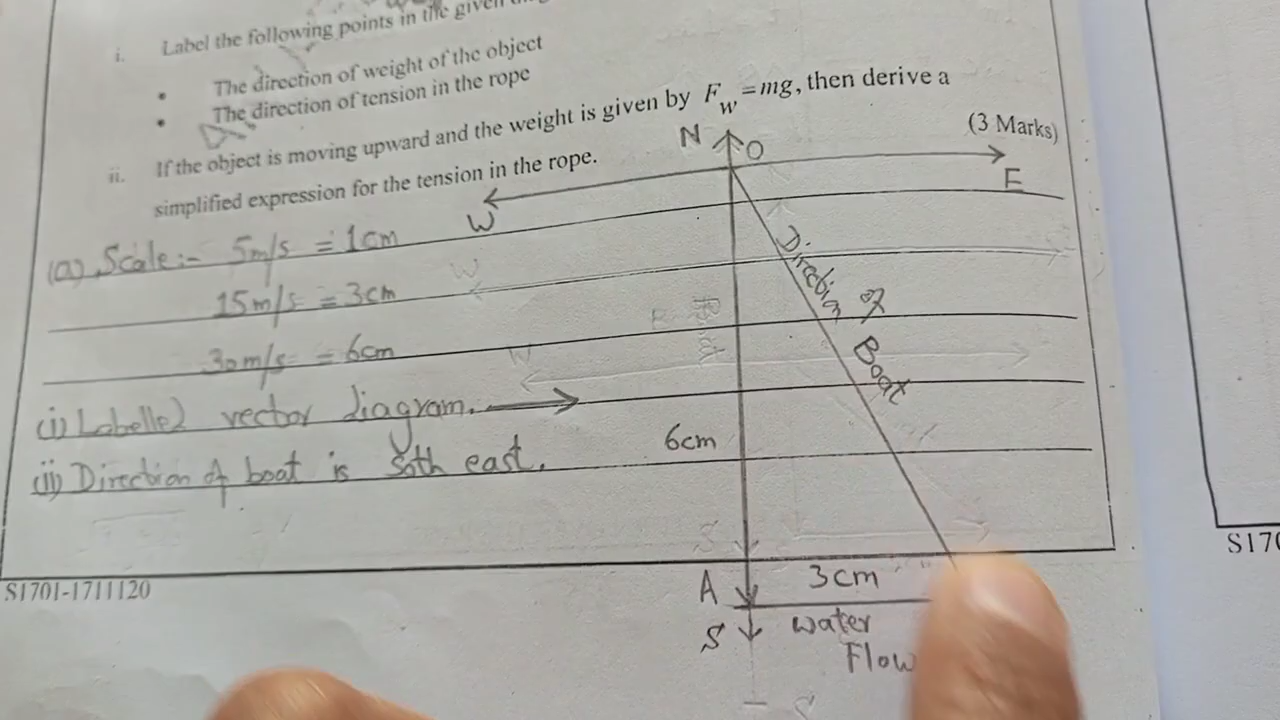 i. Label the following points in the given
• The direction of weight of the object
• The direction of tension in the rope
ii. If the object is moving upward and the weight is given by F_w = mg, then derive a
simplified expression for the tension in the rope. (3 Marks)
N
O
W
E
(a) Scale:- 5m/s = 1cm
15m/s = 3cm
30m/s = 6cm
(i) Labelled vector diagram.
(ii) Direction of boat is Soth east.
Direction of Boat
6cm
A
3cm
S
water
Flow
S1701-1711120
S170